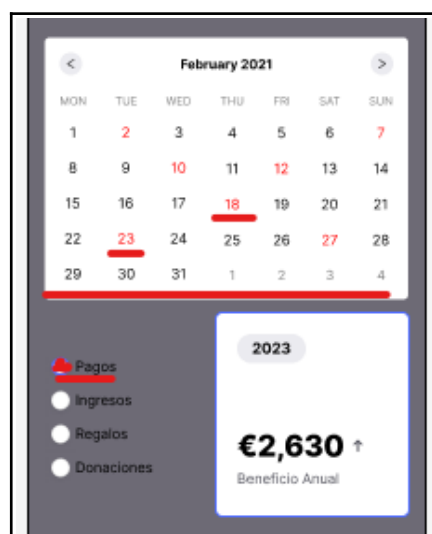 < February 2021 >
MON TUE WED THU FRI SAT SUN
1 2 3 4 5 6 7
8 9 10 11 12 13 14
15 16 17 18 19 20 21
22 23 24 25 26 27 28
29 30 31 1 2 3 4
Pagos
Ingresos
Regalos
Donaciones
2023
€2,630 ↑
Beneficio Anual